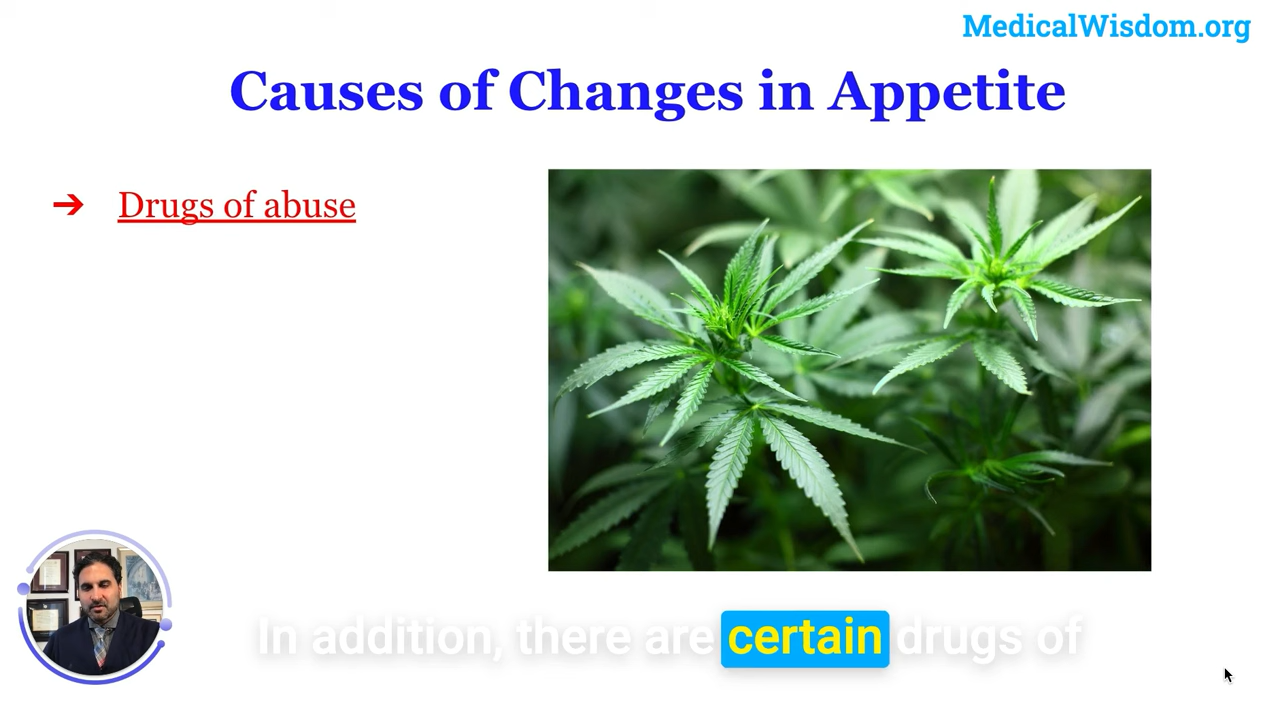 MedicalWisdom.org
Causes of Changes in Appetite
➔ Drugs of abuse
In addition, there are certain drugs of